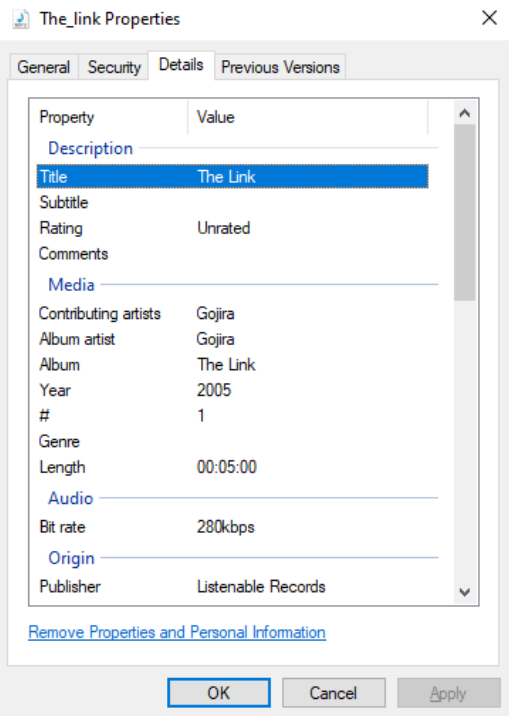 The_link Properties
General Security Details Previous Versions
Property Value
Description
Title The Link
Subtitle
Rating Unrated
Comments
Media
Contributing artists Gojira
Album artist Gojira
Album The Link
Year 2005
# 1
Genre
Length 00:05:00
Audio
Bit rate 280kbps
Origin
Publisher Listenable Records
Remove Properties and Personal Information
OK Cancel Apply